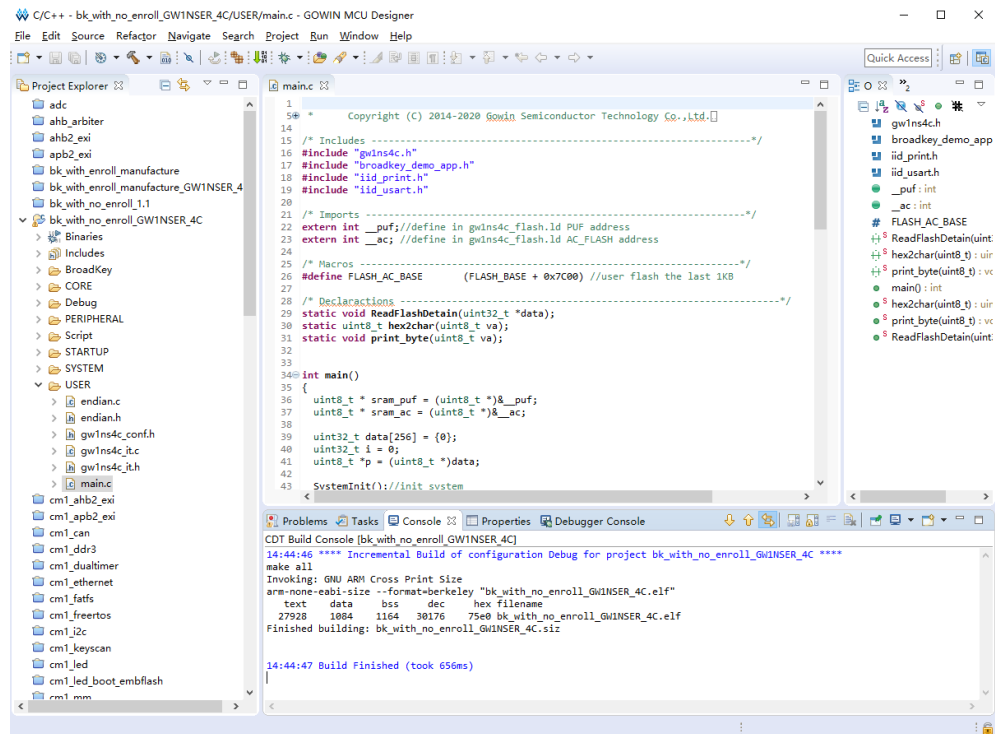 C/C++ - bk_with_no_enroll_GW1NSER_4C/USER/main.c - GOWIN MCU Designer
File Edit Source Refactor Navigate Search Project Run Window Help
Quick Access
Project Explorer
adc
ahb_arbiter
ahb2_exi
apb2_exi
bk_with_enroll_manufacture
bk_with_enroll_manufacture_GW1NSER_4
bk_with_no_enroll_1.1
bk_with_no_enroll_GW1NSER_4C
Binaries
Includes
BroadKey
CORE
Debug
PERIPHERAL
Script
STARTUP
SYSTEM
USER
endian.c
endian.h
gw1ns4c_conf.h
gw1ns4c_it.c
gw1ns4c_it.h
main.c
cm1_ahb2_exi
cm1_apb2_exi
cm1_can
cm1_ddr3
cm1_dualtimer
cm1_ethernet
cm1_fatfs
cm1_freertos
cm1_i2c
cm1_keyscan
cm1_led
cm1_led_boot_embflash
cm1_mm
main.c
1
5 * Copyright (C) 2014-2020 Gowin Semiconductor Technology Co.,Ltd.
14
15 /* Includes ------------------------------------------------------------------*/
16 #include "gw1ns4c.h"
17 #include "broadkey_demo_app.h"
18 #include "iid_print.h"
19 #include "iid_usart.h"
20
21 /* Imports ------------------------------------------------------------------*/
22 extern int __puf;//define in gw1ns4c_flash.ld PUF address
23 extern int __ac; //define in gw1ns4c_flash.ld AC_FLASH address
24
25 /* Macros ------------------------------------------------------------------*/
26 #define FLASH_AC_BASE (FLASH_BASE + 0x7C00) //user flash the last 1KB
27
28 /* Declaractions ------------------------------------------------------------------*/
29 static void ReadFlashDetain(uint32_t *data);
30 static uint8_t hex2char(uint8_t va);
31 static void print_byte(uint8_t va);
32
33
34 int main()
35 {
36 uint8_t * sram_puf = (uint8_t *)&__puf;
37 uint8_t * sram_ac = (uint8_t *)&__ac;
38
39 uint32_t data[256] = {0};
40 uint32_t i = 0;
41 uint8_t *p = (uint8_t *)data;
42
43 SystemInit();//init system
O
2
gw1ns4c.h
broadkey_demo_app
iid_print.h
iid_usart.h
__puf : int
__ac : int
FLASH_AC_BASE
ReadFlashDetain(uint
hex2char(uint8_t) : uir
print_byte(uint8_t) : vc
main() : int
hex2char(uint8_t) : uir
print_byte(uint8_t) : vc
ReadFlashDetain(uint
Problems Tasks Console Properties Debugger Console
CDT Build Console [bk_with_no_enroll_GW1NSER_4C]
14:44:46 **** Incremental Build of configuration Debug for project bk_with_no_enroll_GW1NSER_4C ****
make all
Invoking: GNU ARM Cross Print Size
arm-none-eabi-size --format=berkeley "bk_with_no_enroll_GW1NSER_4C.elf"
text data bss dec hex filename
27928 1084 1164 30176 75e0 bk_with_no_enroll_GW1NSER_4C.elf
Finished building: bk_with_no_enroll_GW1NSER_4C.siz
14:44:47 Build Finished (took 656ms)